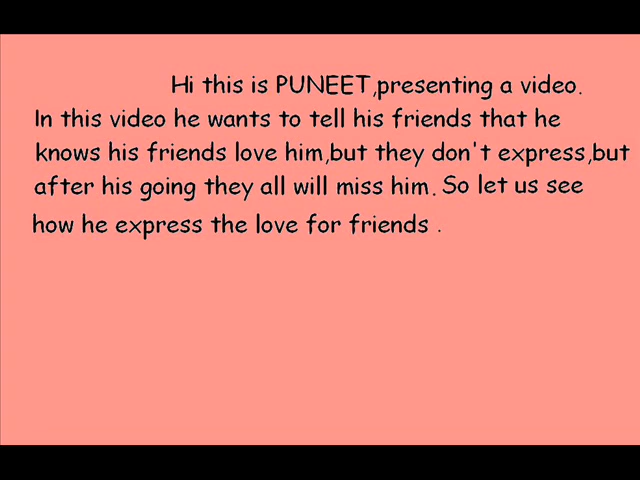 Hi this is PUNEET,presenting a video.
In this video he wants to tell his friends that he
knows his friends love him,but they don't express,but
after his going they all will miss him. So let us see
how he express the love for friends .